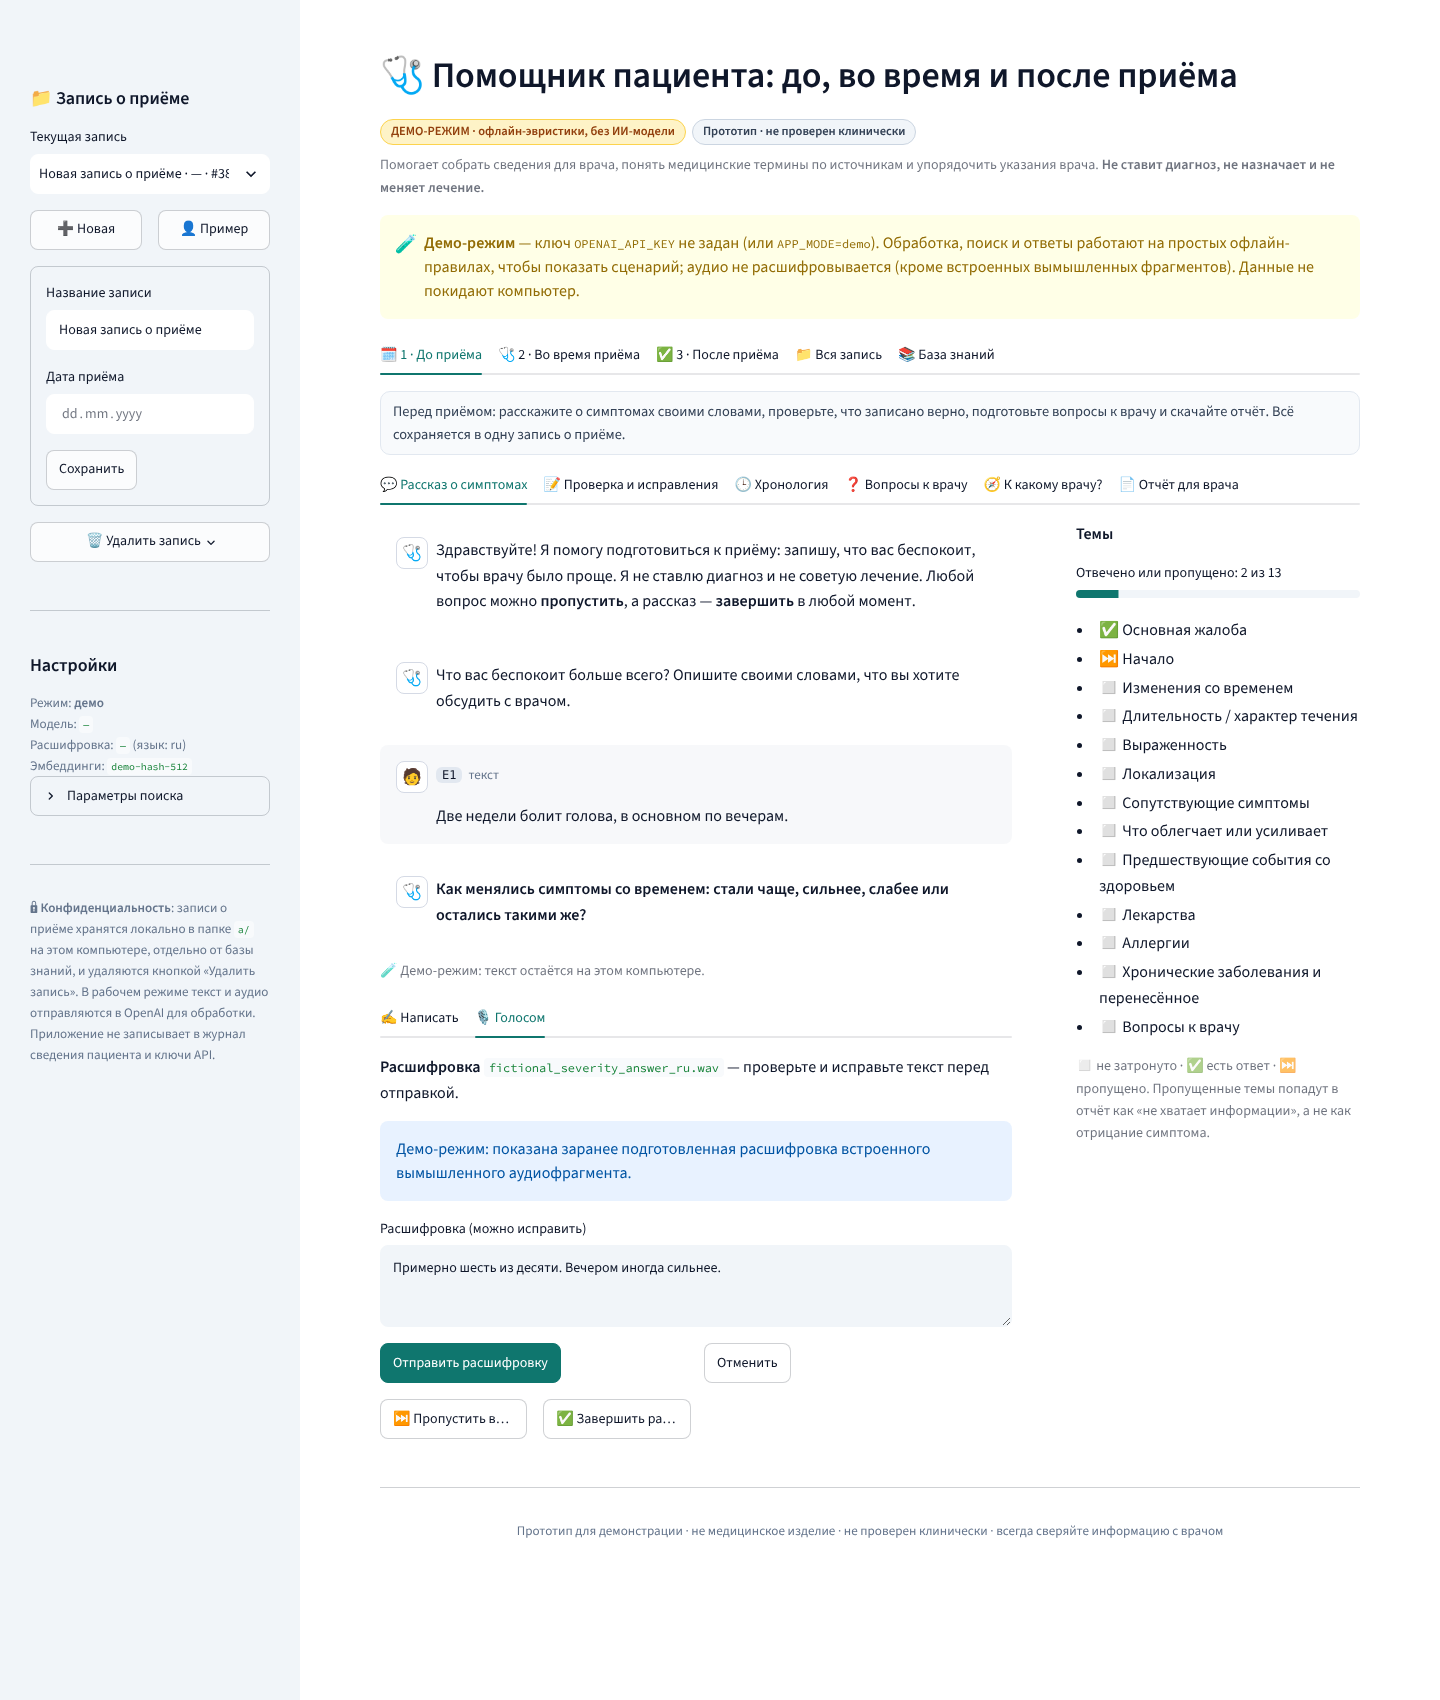 📁 Запись о приёме
Текущая запись
Новая запись о приёме · — · #38
➕ Новая
👤 Пример
Название записи
Новая запись о приёме
Дата приёма
dd.mm.yyyy
Сохранить
🗑️ Удалить запись
Настройки
Режим: демо
Модель: —
Расшифровка: — (язык: ru)
Эмбеддинги: demo-hash-512
Параметры поиска
🔒 Конфиденциальность: записи о
приёме хранятся локально в папке a/
на этом компьютере, отдельно от базы
знаний, и удаляются кнопкой «Удалить
запись». В рабочем режиме текст и аудио
отправляются в OpenAI для обработки.
Приложение не записывает в журнал
сведения пациента и ключи API.
🩺 Помощник пациента: до, во время и после приёма
ДЕМО-РЕЖИМ · офлайн-эвристики, без ИИ-модели
Прототип · не проверен клинически
Помогает собрать сведения для врача, понять медицинские термины по источникам и упорядочить указания врача. Не ставит диагноз, не назначает и не
меняет лечение.
🧪 Демо-режим — ключ OPENAI_API_KEY не задан (или APP_MODE=demo). Обработка, поиск и ответы работают на простых офлайн-
правилах, чтобы показать сценарий; аудио не расшифровывается (кроме встроенных вымышленных фрагментов). Данные не
покидают компьютер.
🗓️ 1 · До приёма
🩺 2 · Во время приёма
✅ 3 · После приёма
📁 Вся запись
📚 База знаний
Перед приёмом: расскажите о симптомах своими словами, проверьте, что записано верно, подготовьте вопросы к врачу и скачайте отчёт. Всё
сохраняется в одну запись о приёме.
💬 Рассказ о симптомах
📝 Проверка и исправления
🕒 Хронология
❓ Вопросы к врачу
🧭 К какому врачу?
📄 Отчёт для врача
Здравствуйте! Я помогу подготовиться к приёму: запишу, что вас беспокоит,
чтобы врачу было проще. Я не ставлю диагноз и не советую лечение. Любой
вопрос можно пропустить, а рассказ — завершить в любой момент.
Что вас беспокоит больше всего? Опишите своими словами, что вы хотите
обсудить с врачом.
E1 текст
Две недели болит голова, в основном по вечерам.
Как менялись симптомы со временем: стали чаще, сильнее, слабее или
остались такими же?
🧪 Демо-режим: текст остаётся на этом компьютере.
✍️ Написать
🎙️ Голосом
Расшифровка fictional_severity_answer_ru.wav — проверьте и исправьте текст перед
отправкой.
Демо-режим: показана заранее подготовленная расшифровка встроенного
вымышленного аудиофрагмента.
Расшифровка (можно исправить)
Примерно шесть из десяти. Вечером иногда сильнее.
Отправить расшифровку
Отменить
⏭️ Пропустить в…
✅ Завершить ра…
Темы
Отвечено или пропущено: 2 из 13
• ✅ Основная жалоба
• ⏭️ Начало
• ◻️ Изменения со временем
• ◻️ Длительность / характер течения
• ◻️ Выраженность
• ◻️ Локализация
• ◻️ Сопутствующие симптомы
• ◻️ Что облегчает или усиливает
• ◻️ Предшествующие события со
здоровьем
• ◻️ Лекарства
• ◻️ Аллергии
• ◻️ Хронические заболевания и
перенесённое
• ◻️ Вопросы к врачу
◻️ не затронуто · ✅ есть ответ · ⏭️
пропущено. Пропущенные темы попадут в
отчёт как «не хватает информации», а не как
отрицание симптома.
Прототип для демонстрации · не медицинское изделие · не проверен клинически · всегда сверяйте информацию с врачом